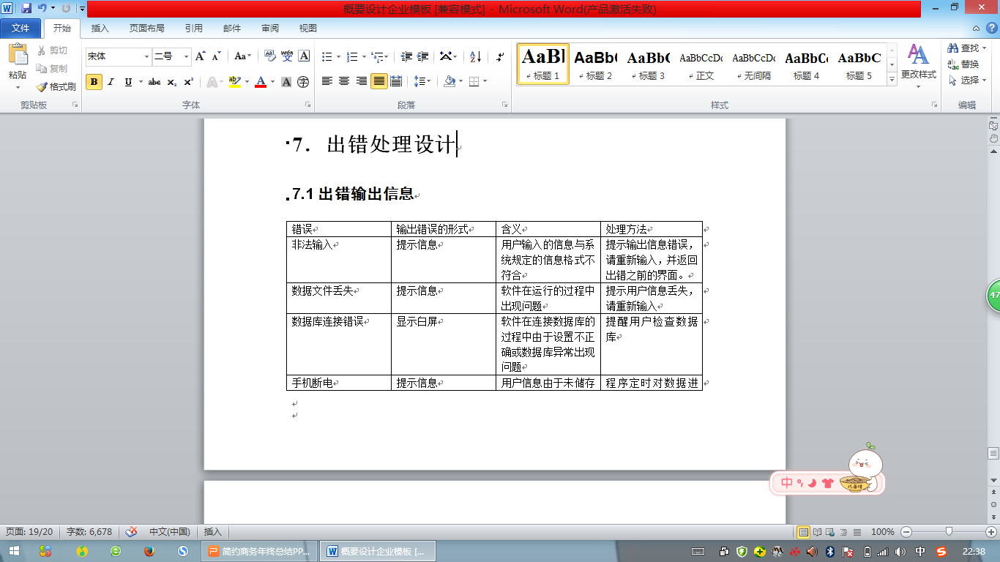 概要设计企业模板 [兼容模式] - Microsoft Word(产品激活失败)
文件 开始 插入 页面布局 引用 邮件 审阅 视图
粘贴
剪切
复制
格式刷
剪贴板
宋体 二号
字体
段落
AaBl AaBb( AaBb( AaBbCcDc AaBbCcDc AaBbCc AaBbC
标题 1 标题 2 标题 3 正文 无间隔 标题 4 标题 5
更改样式
样式
查找
替换
选择
编辑
7. 出错处理设计
7.1 出错输出信息
错误 输出错误的形式 含义 处理方法
非法输入 提示信息 用户输入的信息与系 提示输出信息错误，
统规定的信息格式不 请重新输入，并返回
符合 出错之前的界面。
数据文件丢失 提示信息 软件在运行的过程中 提示用户信息丢失，
出现问题 请重新输入
数据库连接错误 显示白屏 软件在连接数据库的 提醒用户检查数据
过程中由于设置不正 库
确或数据库异常出现
问题
手机断电 提示信息 用户信息由于未储存 程序定时对数据进
47
中
页面: 19/20 字数: 6,678 中文(中国) 插入 100%
简约商务年终总结PP... 概要设计企业模板 [... 中 22:38